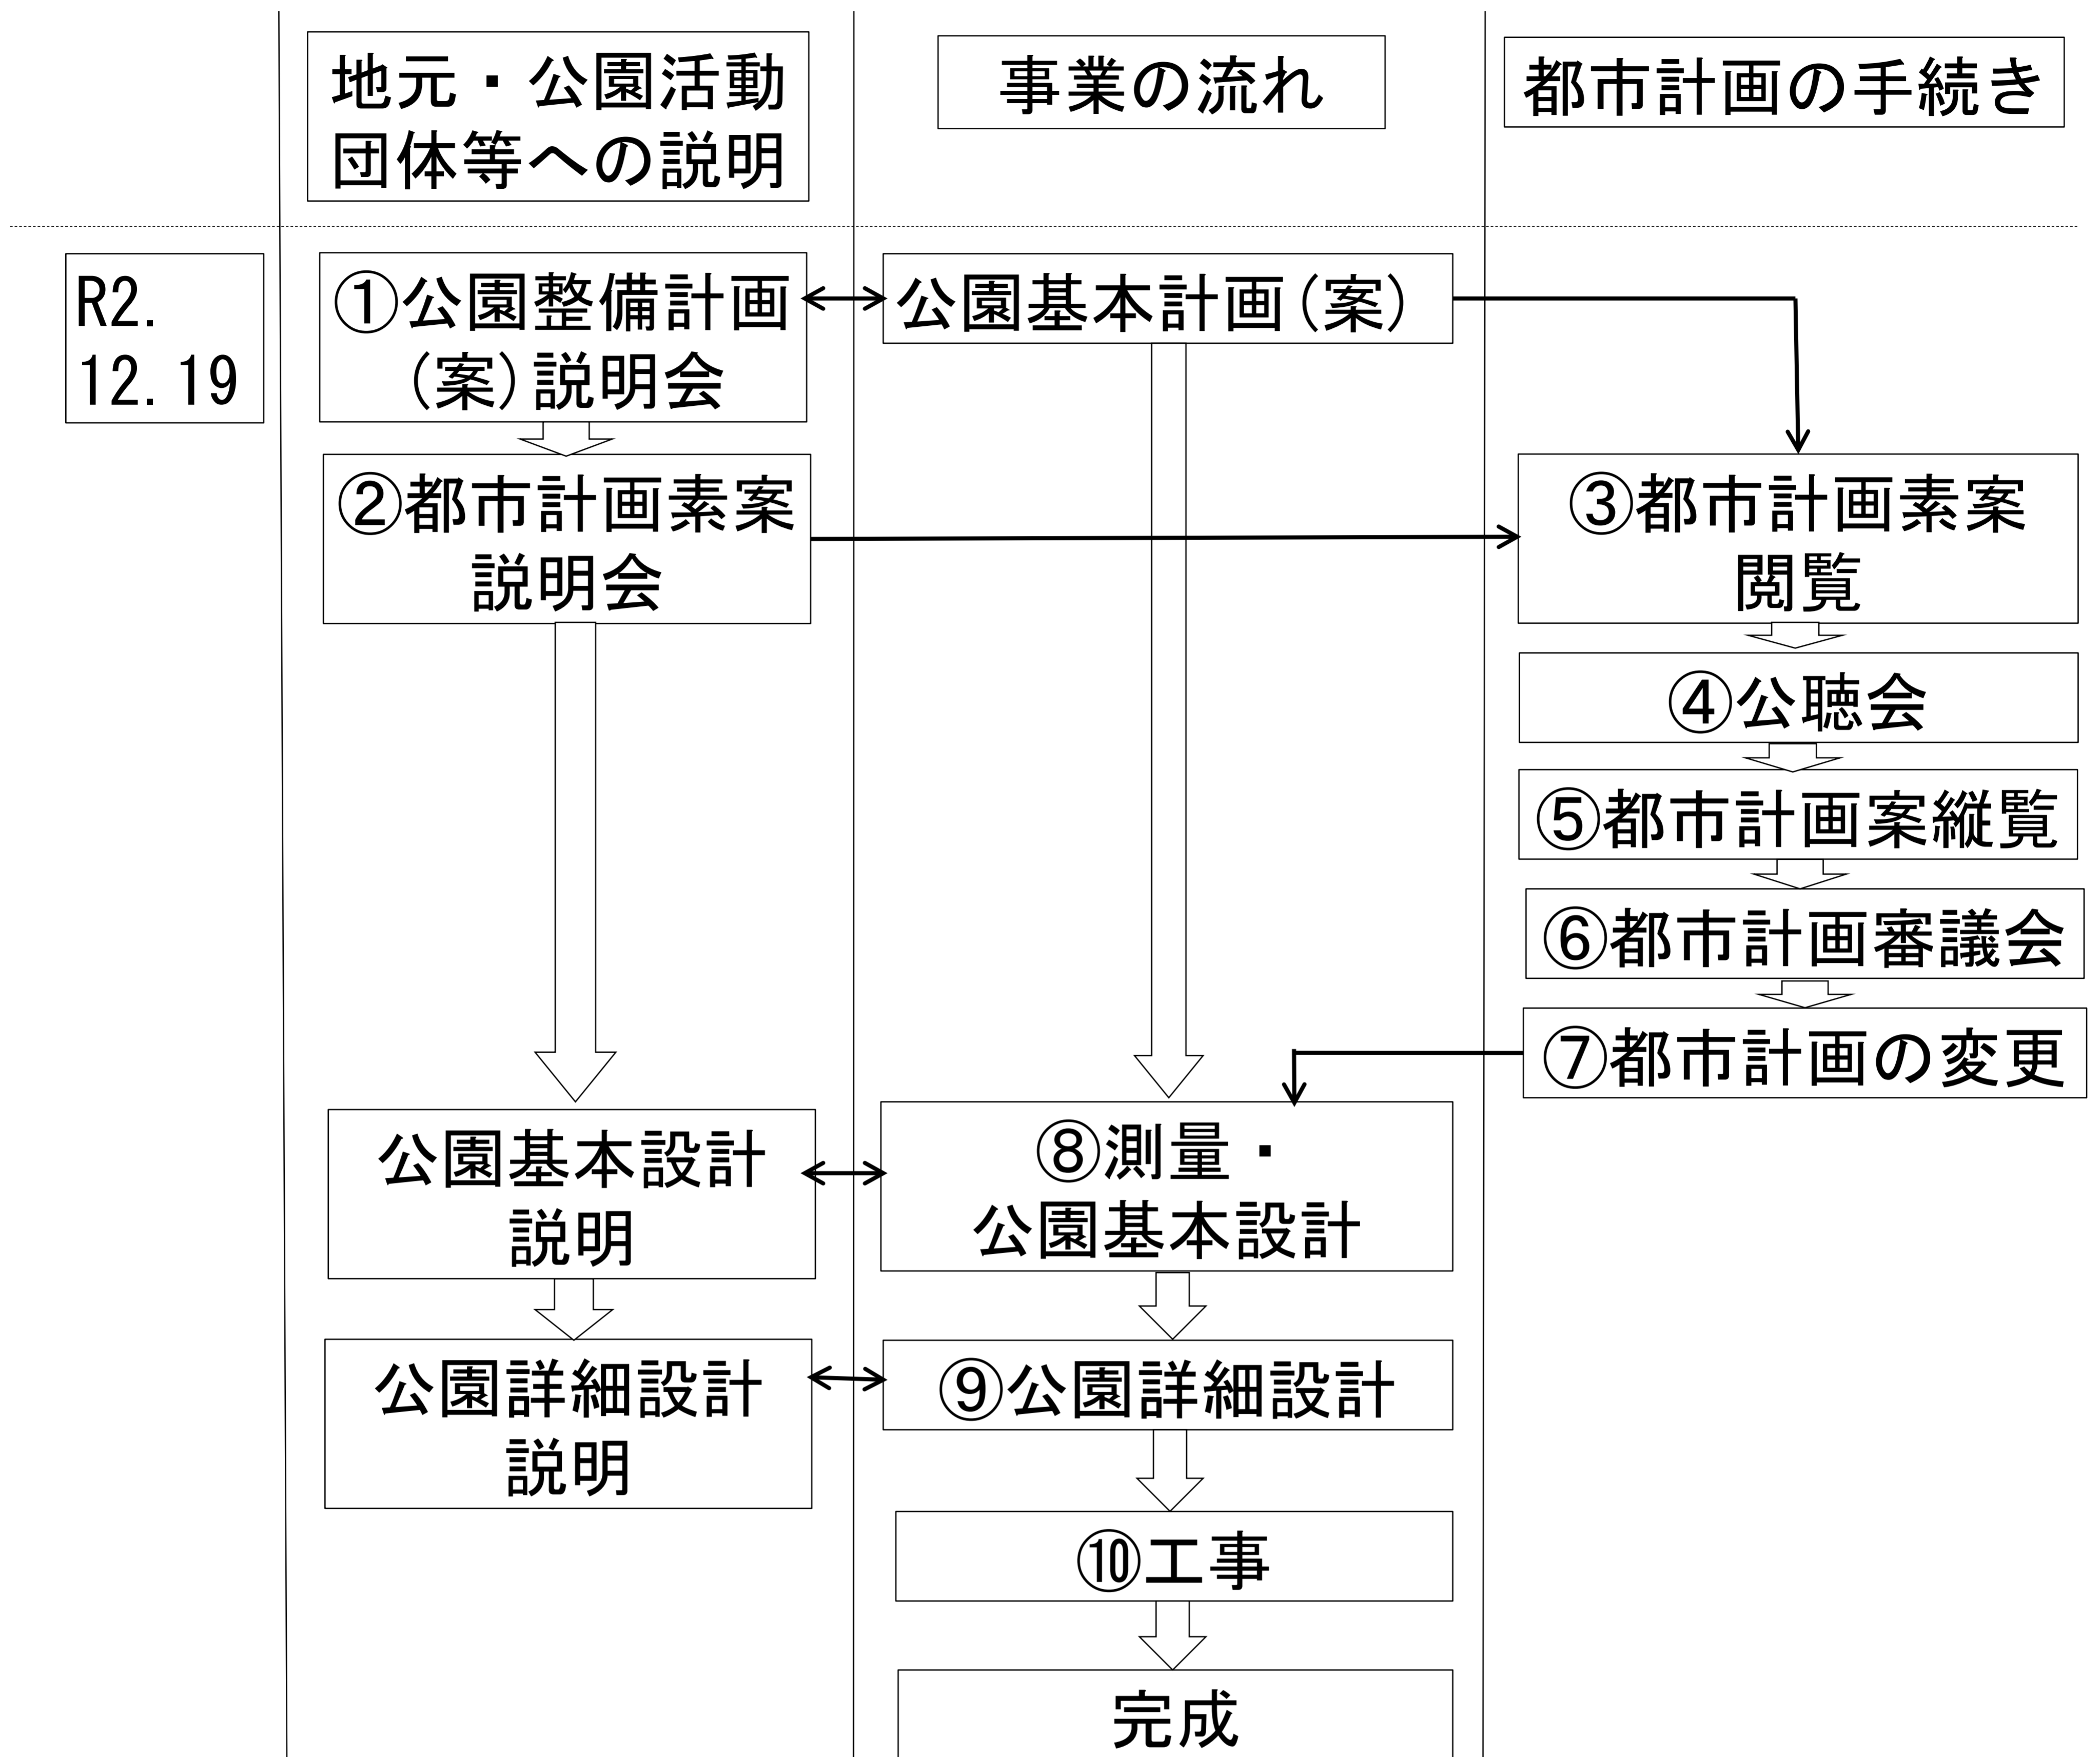 地元・公園活動
団体等への説明
事業の流れ
都市計画の手続き
R2.
12.19
①公園整備計画
(案)説明会
公園基本計画(案)
②都市計画素案
説明会
③都市計画素案
閲覧
④公聴会
⑤都市計画案縦覧
⑥都市計画審議会
⑦都市計画の変更
公園基本設計
説明
⑧測量・
公園基本設計
公園詳細設計
説明
⑨公園詳細設計
⑩工事
完成